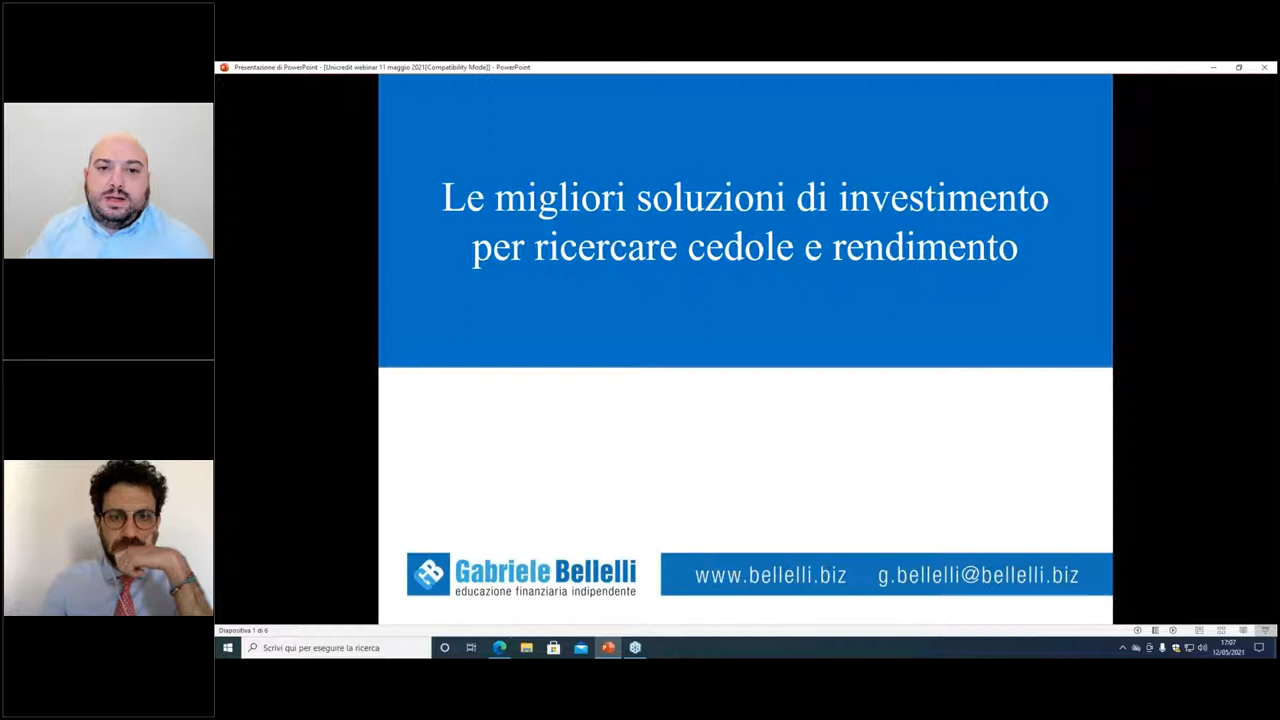 Presentazione di PowerPoint - [Unicredit webinar 11 maggio 2021[Compatibility Mode]] - PowerPoint
Le migliori soluzioni di investimento
per ricercare cedole e rendimento
Gabriele Bellelli
educazione finanziaria indipendente
www.bellelli.biz g.bellelli@bellelli.biz
Diapositiva 1 di 6
Scrivi qui per eseguire la ricerca
17:07
12/05/2021